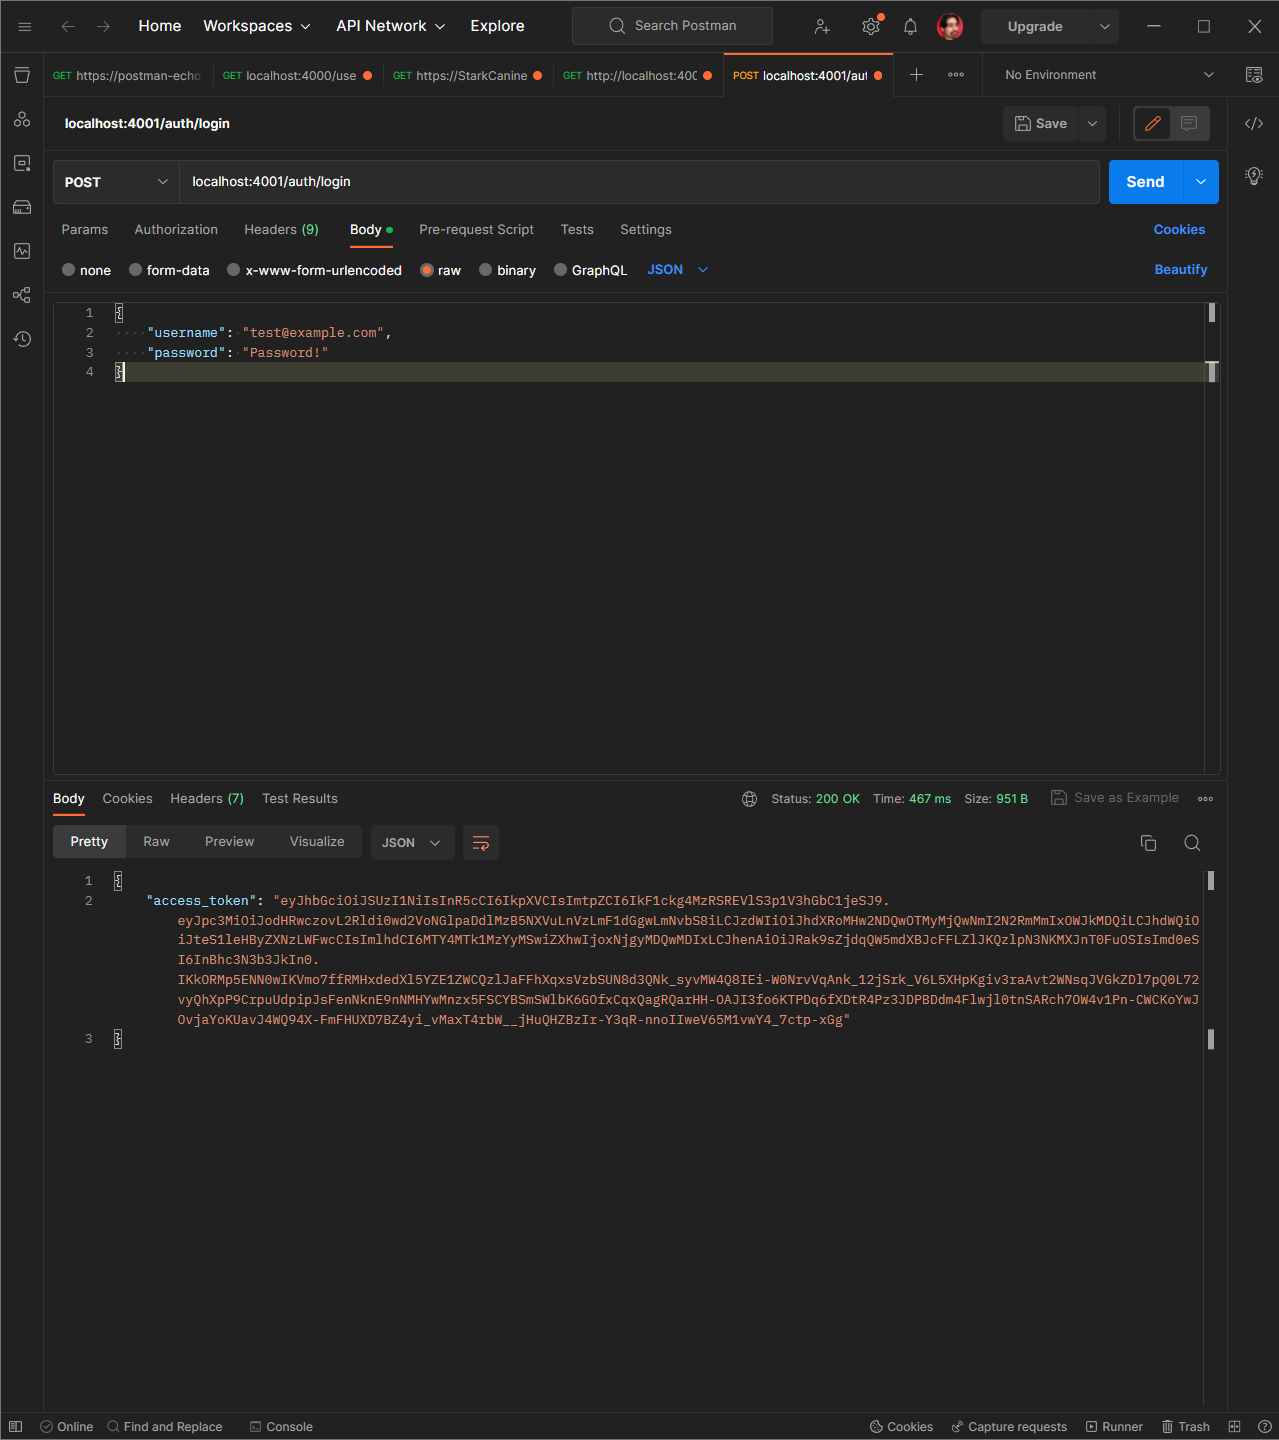 Home Workspaces API Network Explore Search Postman Upgrade
GET https://postman-echo GET localhost:4000/use GET https://StarkCanine GET http://localhost:400 POST localhost:4001/aut No Environment
localhost:4001/auth/login Save
POST localhost:4001/auth/login Send
Params Authorization Headers (9) Body Pre-request Script Tests Settings Cookies
none form-data x-www-form-urlencoded raw binary GraphQL JSON Beautify
1 {
2 "username": "test@example.com",
3 "password": "Password!"
4 }
Body Cookies Headers (7) Test Results Status: 200 OK Time: 467 ms Size: 951 B Save as Example
Pretty Raw Preview Visualize JSON
1 {
2 "access_token": "eyJhbGciOiJSUzI1NiIsInR5cCI6IkpXVCIsImtpZCI6IkF1ckg4MzRSREVlS3p1V3hGbC1jeSJ9.
eyJpc3MiOiJodHRwczovL2Rldi0wd2VoNGlpaDdlMzB5NXVuLnVzLmF1dGgwLmNvbS8iLCJzdWIiOiJhdXRoMHw2NDQwOTMyMjQwNmI2N2RmMmIxOWJkMDQiLCJhdWQiO
iJteS1leHByZXNzLWFwcCIsImlhdCI6MTY4MTk1MzYyMSwiZXhwIjoxNjgyMDQwMDIxLCJhenAiOiJRak9sZjdqQW5mdXBJcFFLZlJKQzlpN3NKMXJnT0FuOSIsImd0eS
I6InBhc3N3b3JkIn0.
IKkORMp5ENN0wIKVmo7ffRMHxdedXl5YZE1ZWCQzlJaFFhXqxsVzbSUN8d3QNk_syvMW4Q8IEi-W0NrvVqAnk_12jSrk_V6L5XHpKgiv3raAvt2WNsqJVGkZDl7pQ0L72
vyQhXpP9CrpuUdpipJsFenNknE9nNMHYwMnzx5FSCYBSmSWlbK6GOfxCqxQagRQarHH-OAJI3fo6KTPDq6fXDtR4Pz3JDPBDdm4Flwjl0tnSARch7OW4v1Pn-CWCKoYwJ
OvjaYoKUavJ4WQ94X-FmFHUXD7BZ4yi_vMaxT4rbW__jHuQHZBzIr-Y3qR-nnoIIweV65M1vwY4_7ctp-xGg"
3 }
Online Find and Replace Console Cookies Capture requests Runner Trash